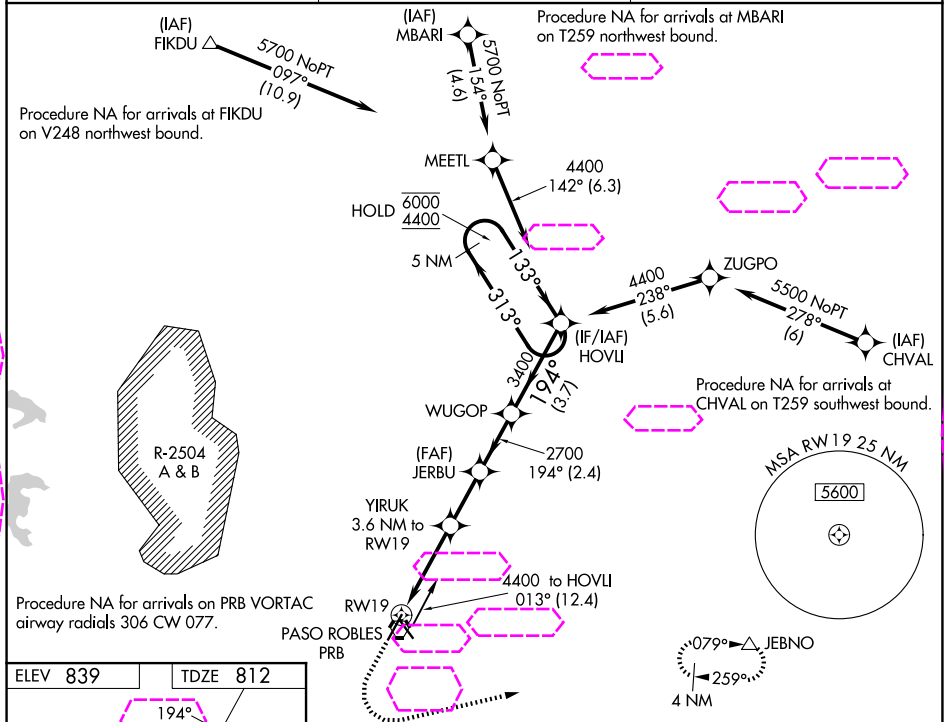 (IAF)
FIKDU
5700 NoPT
097°
(10.9)
(IAF)
MBARI
5700 NoPT
154°
(4.6)
Procedure NA for arrivals at MBARI
on T259 northwest bound.
Procedure NA for arrivals at FIKDU
on V248 northwest bound.
MEETL
4400
142° (6.3)
HOLD 6000
4400
5 NM
133°
313°
ZUGPO
4400
238°
(5.6)
5500 NoPT
278°
(6)
(IAF)
CHVAL
(IF/IAF)
HOVLI
3400
194°
(3.7)
Procedure NA for arrivals at
CHVAL on T259 southwest bound.
WUGOP
(FAF)
JERBU
2700
194° (2.4)
R-2504
A & B
MSA RW19 25 NM
5600
YIRUK
3.6 NM to
RW19
4400 to HOVLI
013° (12.4)
Procedure NA for arrivals on PRB VORTAC
airway radials 306 CW 077.
RW19
PASO ROBLES
PRB
079°
JEBNO
259°
4 NM
ELEV 839
TDZE 812
194°